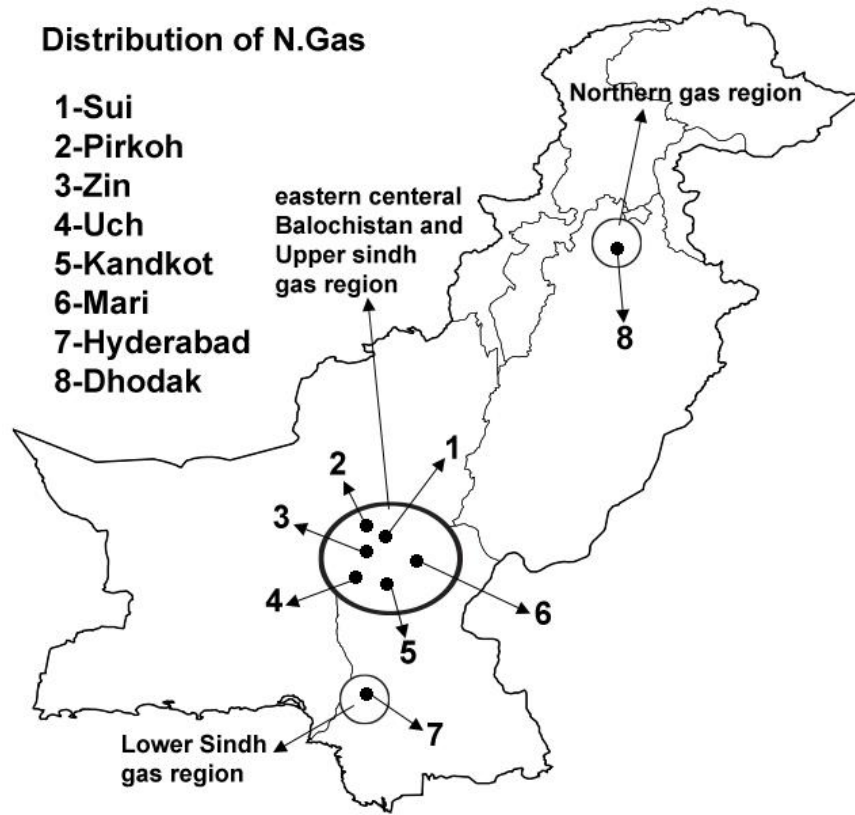 Distribution of N.Gas
1-Sui
2-Pirkoh
3-Zin
4-Uch
5-Kandkot
6-Mari
7-Hyderabad
8-Dhodak
Northern gas region
eastern centeral
Balochistan and
Upper sindh
gas region
8
1
2
3
4
5
6
7
Lower Sindh
gas region